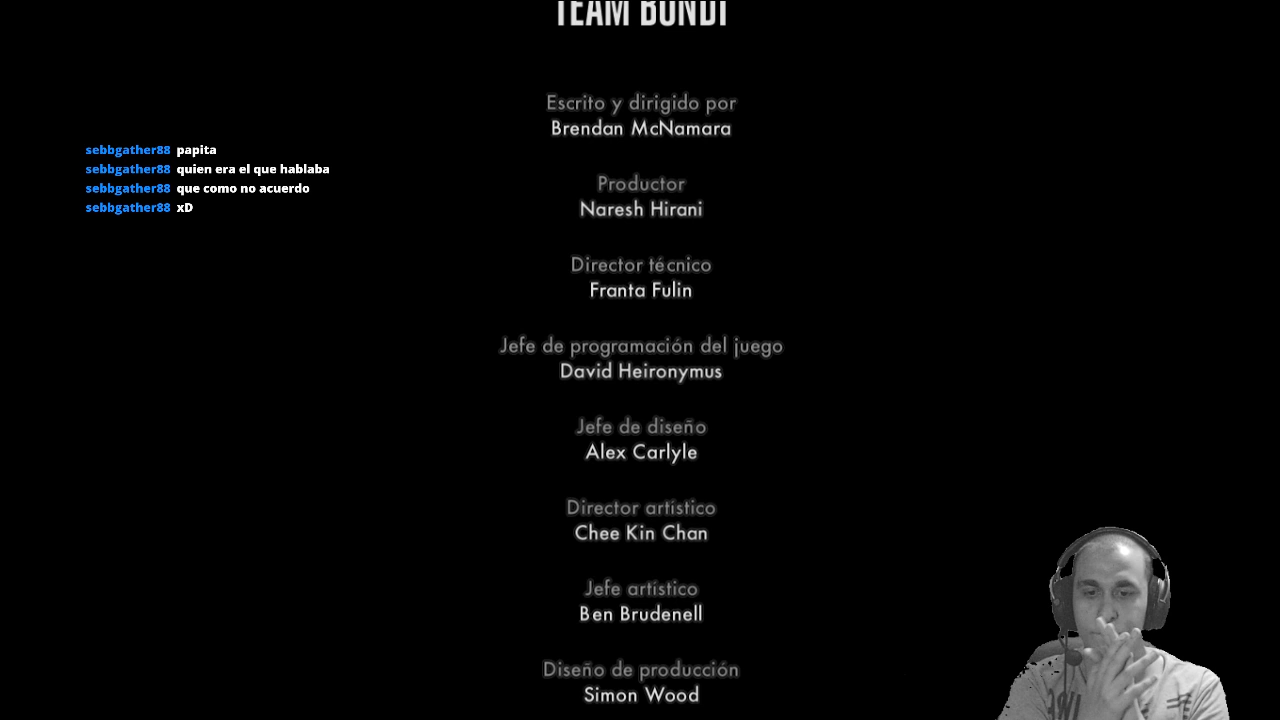 TEAM BONDI
Escrito y dirigido por
Brendan McNamara
Productor
Naresh Hirani
Director técnico
Franta Fulin
Jefe de programación del juego
David Heironymus
Jefe de diseño
Alex Carlyle
Director artístico
Chee Kin Chan
Jefe artístico
Ben Brudenell
Diseño de producción
Simon Wood
sebbgather88 papita
sebbgather88 quien era el que hablaba
sebbgather88 que como no acuerdo
sebbgather88 xD